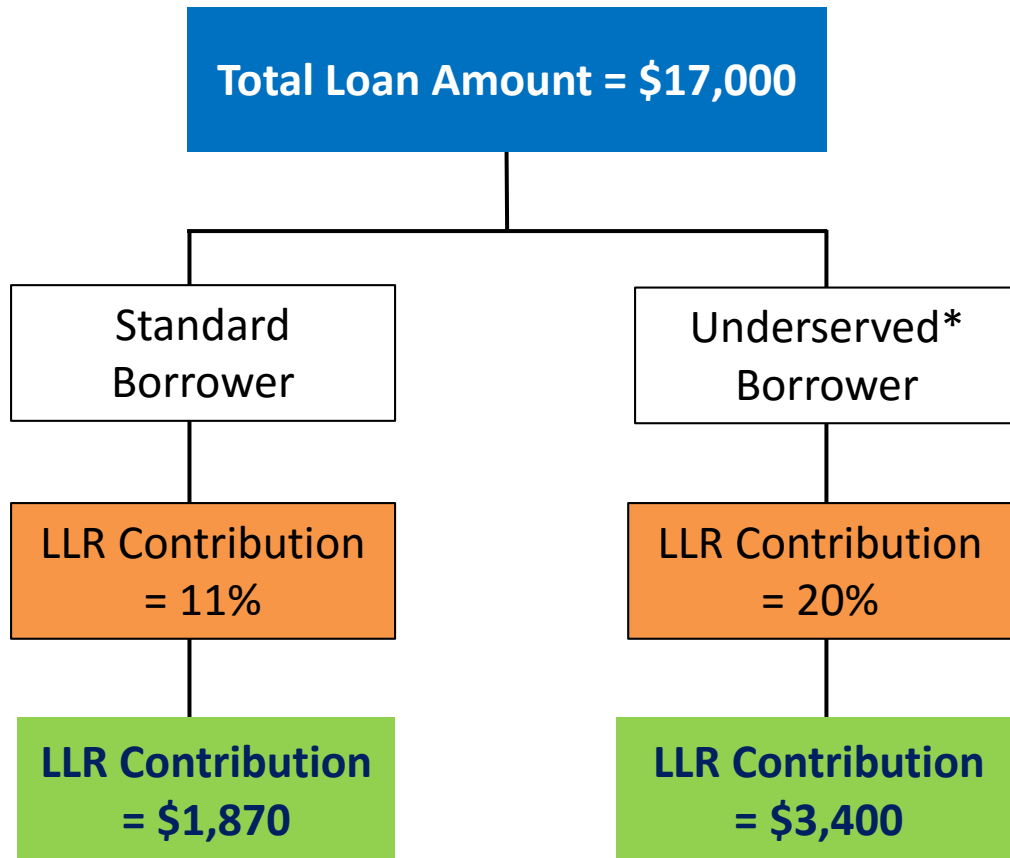 Total Loan Amount = $17,000
Standard
Borrower
Underserved*
Borrower
LLR Contribution
= 11%
LLR Contribution
= 20%
LLR Contribution
= $1,870
LLR Contribution
= $3,400